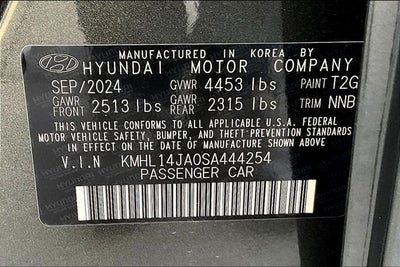 MANUFACTURED IN KOREA BY
HYUNDAI MOTOR COMPANY
SEP/2024 GVWR 4453 lbs PAINT T2G
GAWR FRONT 2513 lbs GAWR REAR 2315 lbs TRIM NNB
THIS VEHICLE CONFORMS TO ALL APPLICABLE U.S.A. FEDERAL
MOTOR VEHICLE SAFETY, BUMPER, AND THEFT PREVENTION STANDARDS
IN EFFECT ON THE DATE OF MANUFACTURE SHOWN ABOVE
V.I.N KMHL14JA0SA444254
PASSENGER CAR